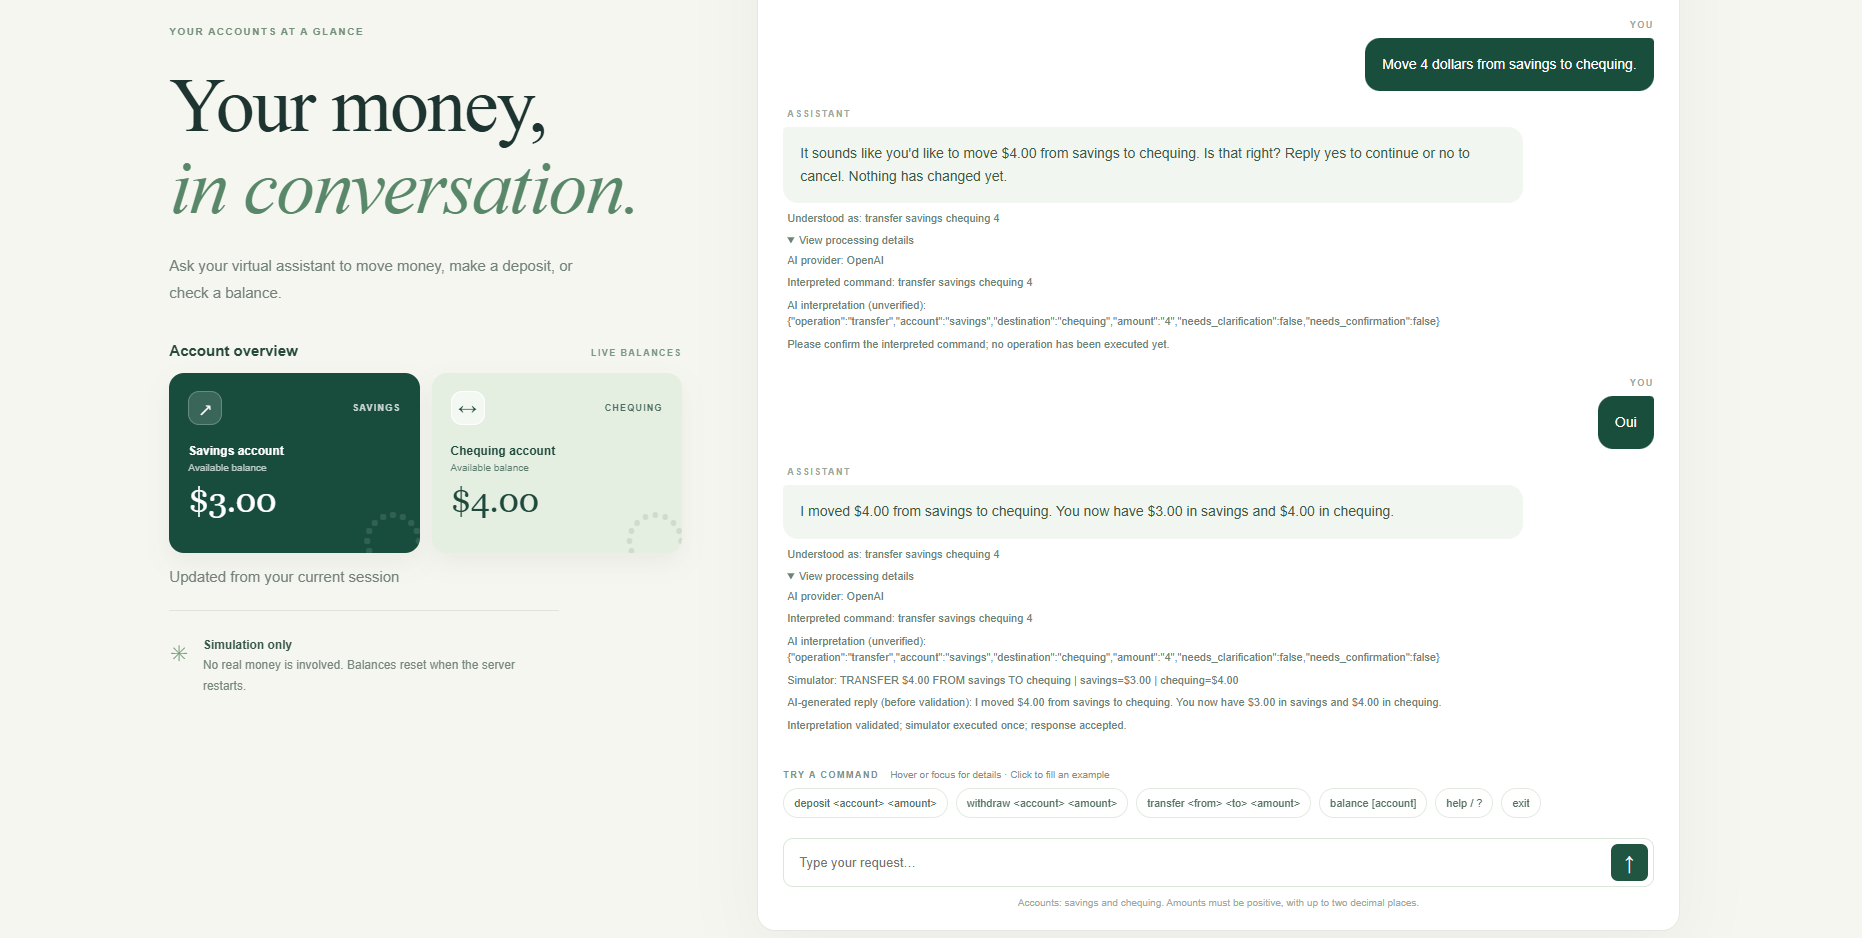 YOUR ACCOUNTS AT A GLANCE
Your money,
in conversation.
Ask your virtual assistant to move money, make a deposit, or
check a balance.
Account overview
LIVE BALANCES
SAVINGS
Savings account
Available balance
$3.00
CHEQUING
Chequing account
Available balance
$4.00
Updated from your current session
Simulation only
No real money is involved. Balances reset when the server
restarts.
YOU
Move 4 dollars from savings to chequing.
ASSISTANT
It sounds like you'd like to move $4.00 from savings to chequing. Is that right? Reply yes to continue or no to
cancel. Nothing has changed yet.
Understood as: transfer savings chequing 4
▼ View processing details
AI provider: OpenAI
Interpreted command: transfer savings chequing 4
AI interpretation (unverified):
{"operation":"transfer","account":"savings","destination":"chequing","amount":"4","needs_clarification":false,"needs_confirmation":false}
Please confirm the interpreted command; no operation has been executed yet.
YOU
Oui
ASSISTANT
I moved $4.00 from savings to chequing. You now have $3.00 in savings and $4.00 in chequing.
Understood as: transfer savings chequing 4
▼ View processing details
AI provider: OpenAI
Interpreted command: transfer savings chequing 4
AI interpretation (unverified):
{"operation":"transfer","account":"savings","destination":"chequing","amount":"4","needs_clarification":false,"needs_confirmation":false}
Simulator: TRANSFER $4.00 FROM savings TO chequing | savings=$3.00 | chequing=$4.00
AI-generated reply (before validation): I moved $4.00 from savings to chequing. You now have $3.00 in savings and $4.00 in chequing.
Interpretation validated; simulator executed once; response accepted.
TRY A COMMAND Hover or focus for details · Click to fill an example
deposit <account> <amount>
withdraw <account> <amount>
transfer <from> <to> <amount>
balance [account]
help / ?
exit
Type your request...
Accounts: savings and chequing. Amounts must be positive, with up to two decimal places.